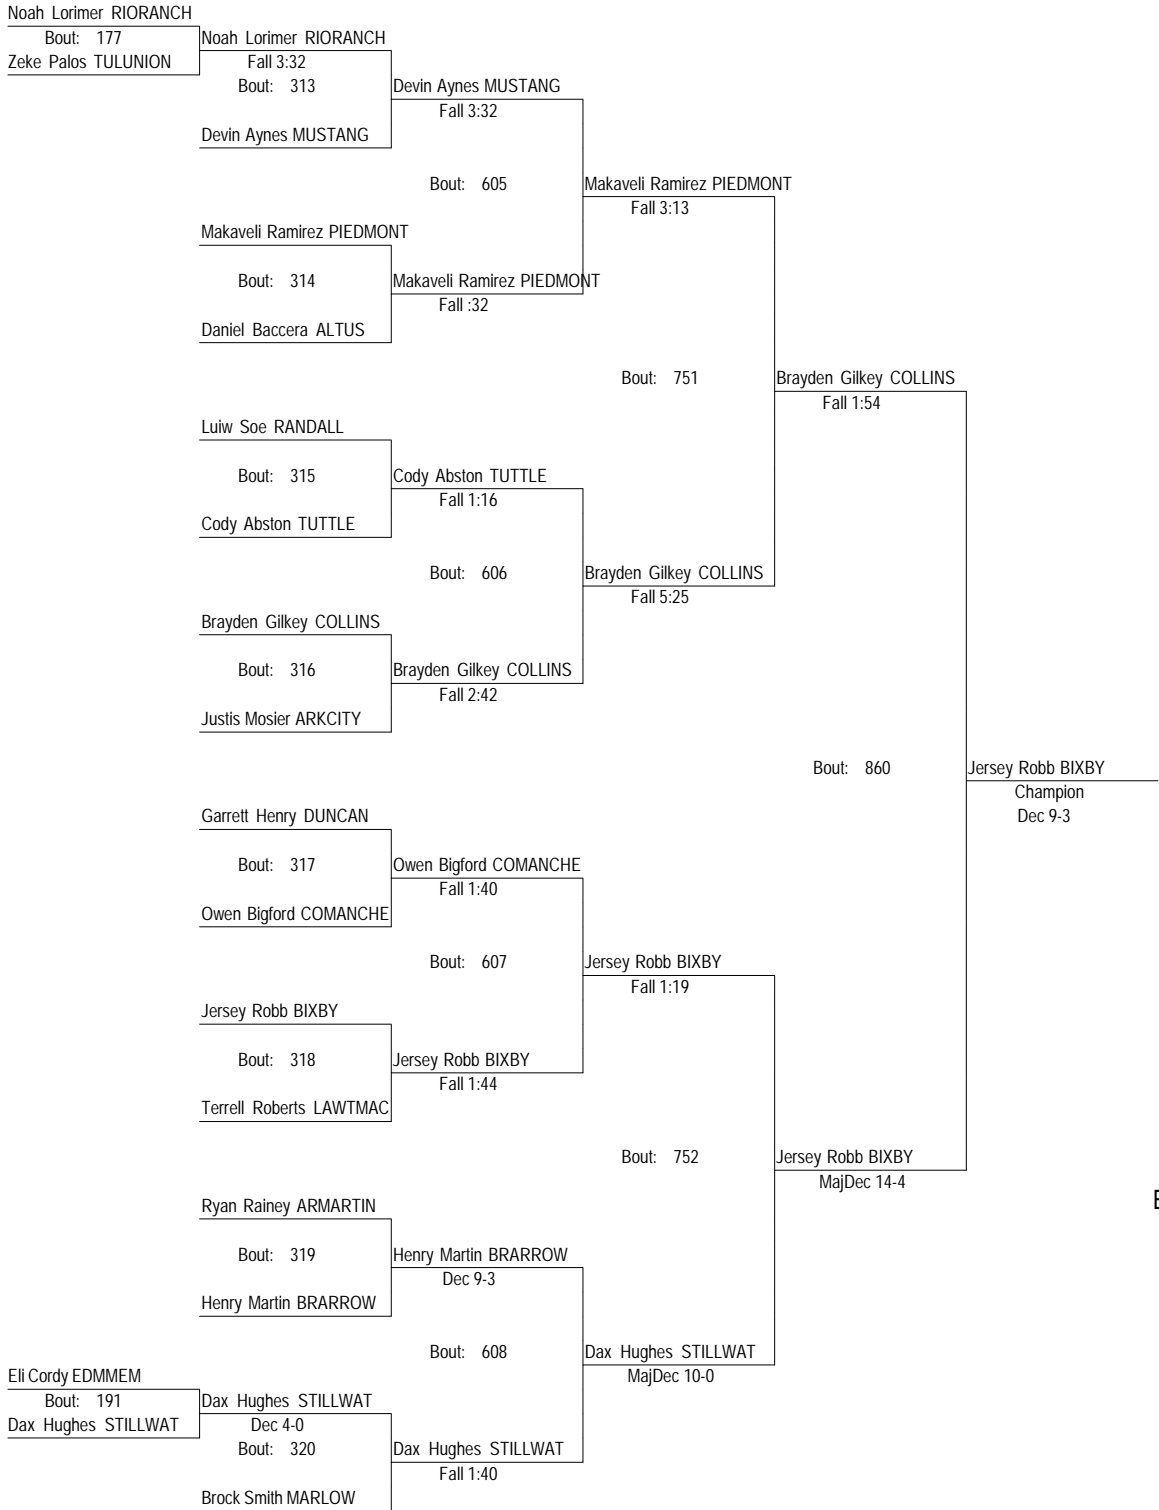 Noah Lorimer RIORANCH
Bout: 177
Noah Lorimer RIORANCH
Zeke Palos TULUNION
Fall 3:32
Bout: 313
Devin Aynes MUSTANG
Fall 3:32
Devin Aynes MUSTANG
Bout: 605
Makaveli Ramirez PIEDMONT
Fall 3:13
Makaveli Ramirez PIEDMONT
Bout: 314
Makaveli Ramirez PIEDMONT
Fall :32
Daniel Baccera ALTUS
Bout: 751
Brayden Gilkey COLLINS
Fall 1:54
Luiw Soe RANDALL
Bout: 315
Cody Abston TUTTLE
Fall 1:16
Cody Abston TUTTLE
Bout: 606
Brayden Gilkey COLLINS
Fall 5:25
Brayden Gilkey COLLINS
Bout: 316
Brayden Gilkey COLLINS
Fall 2:42
Justis Mosier ARKCITY
Bout: 860
Jersey Robb BIXBY
Champion
Dec 9-3
Garrett Henry DUNCAN
Bout: 317
Owen Bigford COMANCHE
Fall 1:40
Owen Bigford COMANCHE
Bout: 607
Jersey Robb BIXBY
Fall 1:19
Jersey Robb BIXBY
Bout: 318
Jersey Robb BIXBY
Fall 1:44
Terrell Roberts LAWTMAC
Bout: 752
Jersey Robb BIXBY
MajDec 14-4
Ryan Rainey ARMARTIN
Bout: 319
Henry Martin BRARROW
Dec 9-3
Henry Martin BRARROW
Bout: 608
Dax Hughes STILLWAT
MajDec 10-0
Eli Cordy EDMMEM
Bout: 191
Dax Hughes STILLWAT
Dax Hughes STILLWAT
Dec 4-0
Bout: 320
Dax Hughes STILLWAT
Fall 1:40
Brock Smith MARLOW